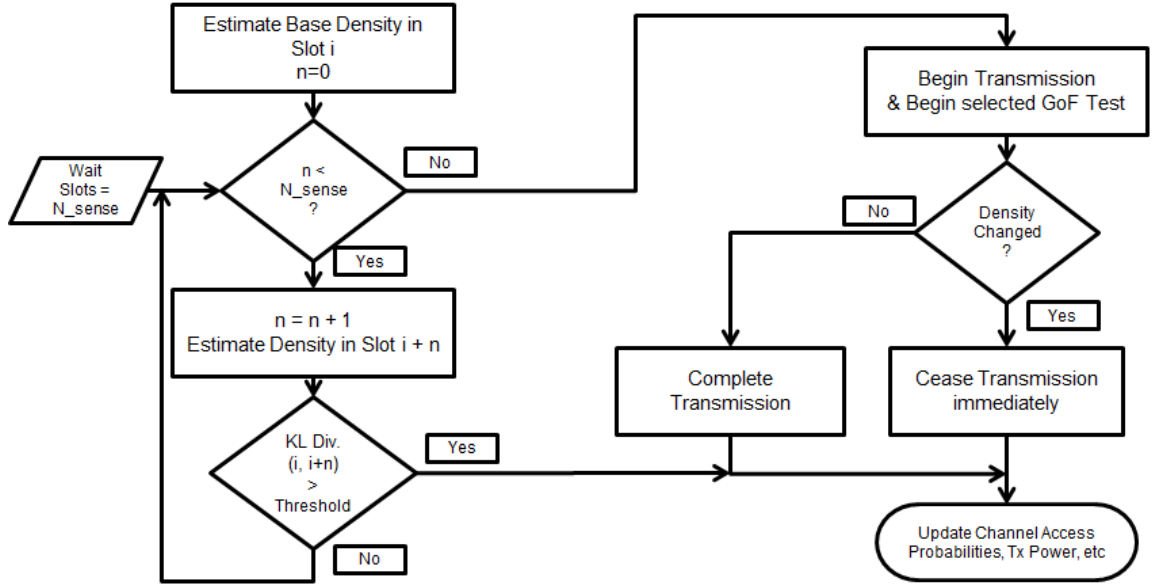 Estimate Base Density in
Slot i
n=0
n <
N_sense
?
No
Wait
Slots =
N_sense
Yes
n = n + 1
Estimate Density in Slot i + n
KL Div.
(i, i+n)
>
Threshold
Yes
No
Begin Transmission
& Begin selected GoF Test
Density
Changed
?
No
Yes
Complete
Transmission
Cease Transmission
immediately
Update Channel Access
Probabilities, Tx Power, etc